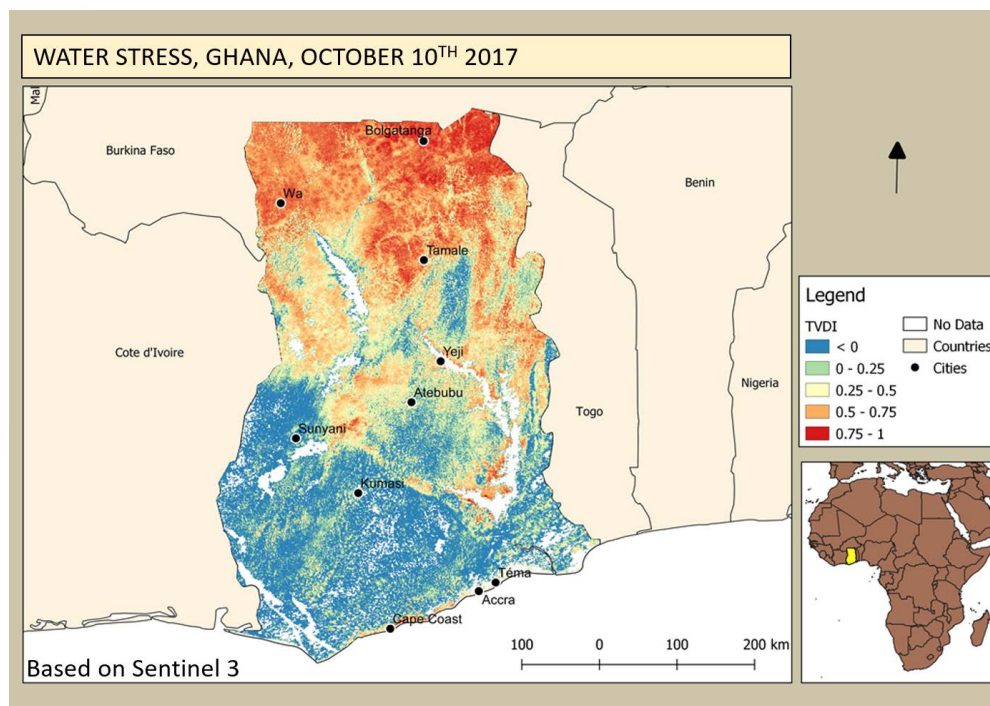 WATER STRESS, GHANA, OCTOBER 10TH 2017
Burkina Faso
Bolgatanga
Benin
Wa
Tamale
Cote d'Ivoire
Yeji
Atebubu
Togo
Nigeria
Sunyani
Kumasi
Téma
Accra
Cape Coast
100 0 100 200 km
Based on Sentinel 3
Legend
TVDI
< 0
0 - 0.25
0.25 - 0.5
0.5 - 0.75
0.75 - 1
No Data
Countries
Cities